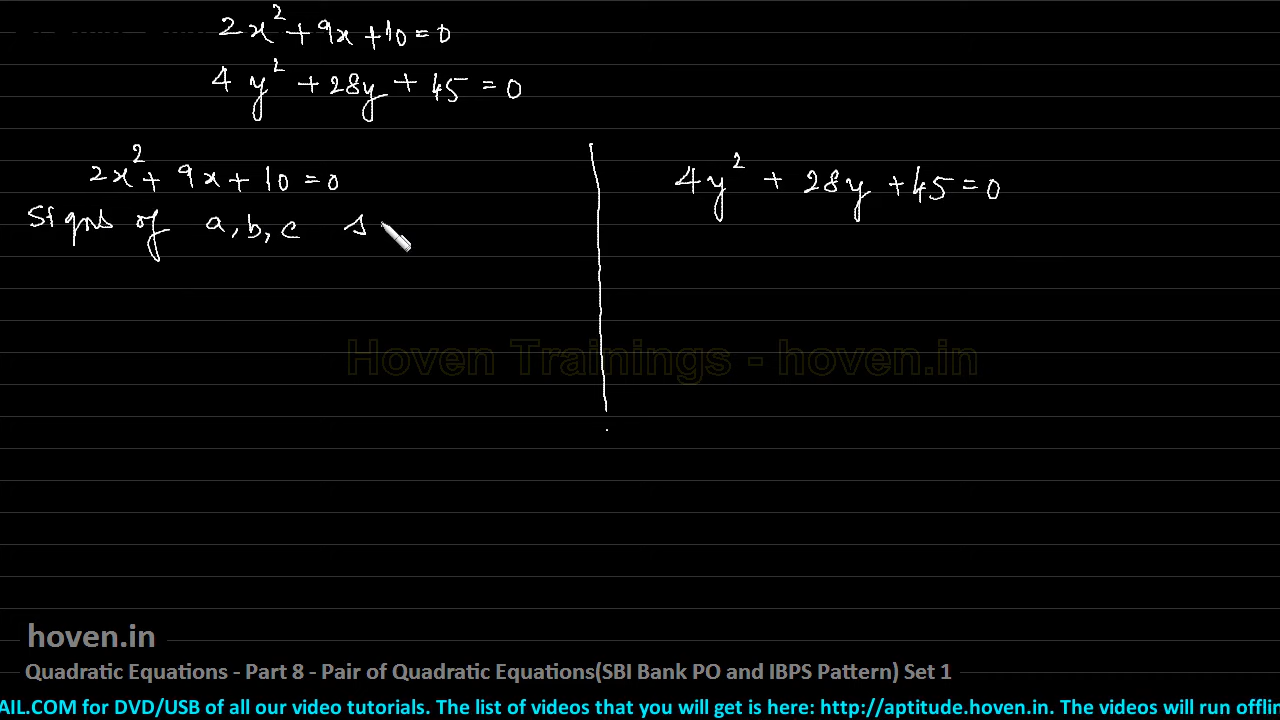 2x² + 9x + 10 = 0
4y² + 28y + 45 = 0
2x² + 9x + 10 = 0
4y² + 28y + 45 = 0
Signs of a, b, c s
Hoven Trainings - hoven.in
hoven.in
Quadratic Equations - Part 8 - Pair of Quadratic Equations(SBI Bank PO and IBPS Pattern) Set 1
AIL.COM for DVD/USB of all our video tutorials. The list of videos that you will get is here: http://aptitude.hoven.in. The videos will run offlin